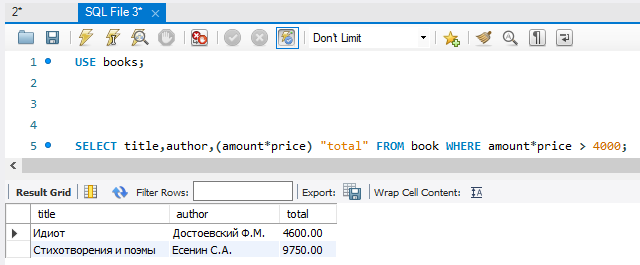 2* SQL File 3* ×
Don't Limit
1 USE books;
2
3
4
5 SELECT title,author,(amount*price) "total" FROM book WHERE amount*price > 4000;
Result Grid Filter Rows: Export: Wrap Cell Content: IA
title author total
Идиот Достоевский Ф.М. 4600.00
Стихотворения и поэмы Есенин С.А. 9750.00